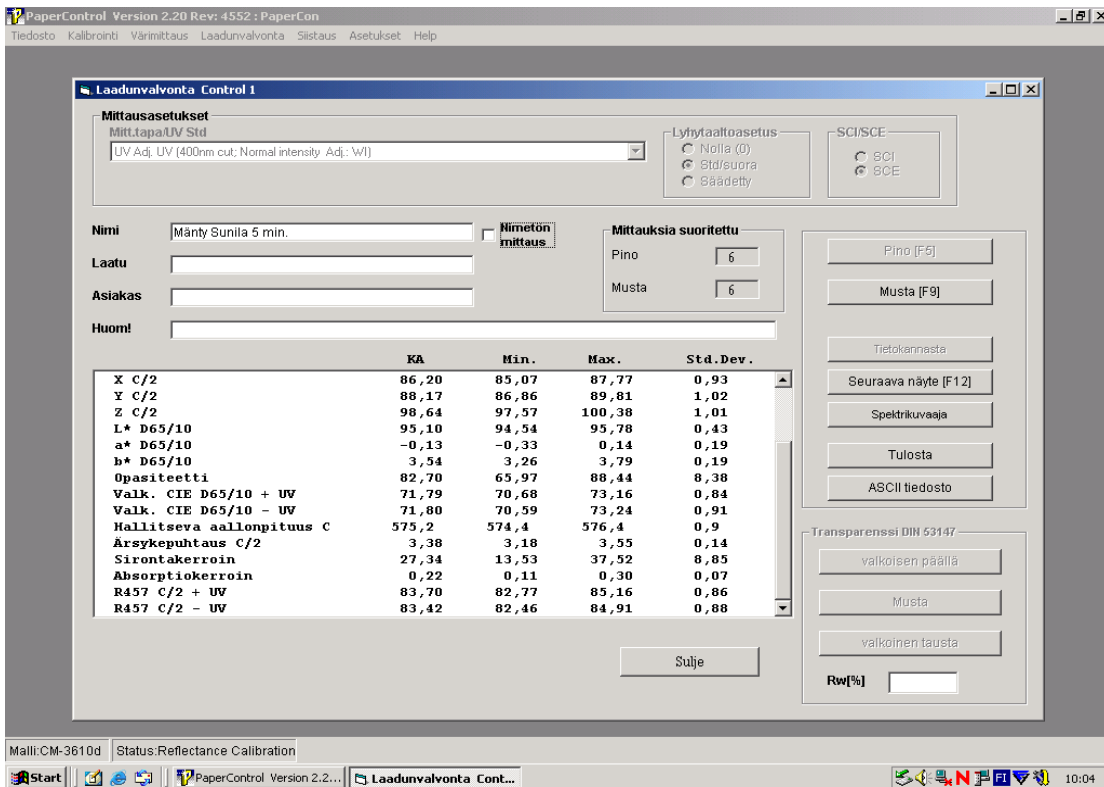 PaperControl Version 2.20 Rev: 4552 : PaperCon
Tiedosto Kalibrointi Värimittaus Laadunvalvonta Siistaus Asetukset Help
Laadunvalvonta Control 1
Mittausasetukset
Mitt.tapa/UV Std
UV Adj. UV (400nm cut; Normal intensity Adj.: WI)
Lyhytaaltoasetus
Nolla (0)
Std/suora
Säädetty
SCI/SCE
SCI
SCE
Nimi Mänty Sunila 5 min.
Nimetön
mittaus
Laatu
Asiakas
Huom!
Mittauksia suoritettu
Pino 6
Musta 6
Pino [F5]
Musta [F9]
Tietokannasta
Seuraava näyte [F12]
Spektrikuvaaja
Tulosta
ASCII tiedosto
KA Min. Max. Std.Dev.
X C/2 86,20 85,07 87,77 0,93
Y C/2 88,17 86,86 89,81 1,02
Z C/2 98,64 97,57 100,38 1,01
L* D65/10 95,10 94,54 95,78 0,43
a* D65/10 -0,13 -0,33 0,14 0,19
b* D65/10 3,54 3,26 3,79 0,19
Opasiteetti 82,70 65,97 88,44 8,38
Valk. CIE D65/10 + UV 71,79 70,68 73,16 0,84
Valk. CIE D65/10 - UV 71,80 70,59 73,24 0,91
Hallitseva aallonpituus C 575,2 574,4 576,4 0,9
Ärsykepuhtaus C/2 3,38 3,18 3,55 0,14
Sirontakerroin 27,34 13,53 37,52 8,85
Absorptiokerroin 0,22 0,11 0,30 0,07
R457 C/2 + UV 83,70 82,77 85,16 0,86
R457 C/2 - UV 83,42 82,46 84,91 0,88
Transparenssi DIN 53147
valkoisen päällä
Musta
valkoinen tausta
Rw[%]
Sulje
Malli:CM-3610d Status:Reflectance Calibration
Start PaperControl Version 2.2... Laadunvalvonta Cont... N FI 10:04